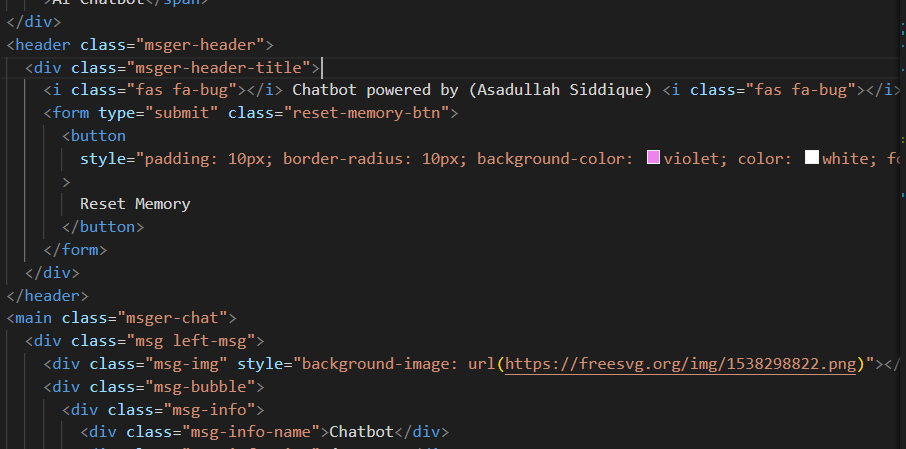 >AI Chatbot</span>
</div>
<header class="msger-header">
<div class="msger-header-title">
<i class="fas fa-bug"></i> Chatbot powered by (Asadullah Siddique) <i class="fas fa-bug"></i>
<form type="submit" class="reset-memory-btn">
<button
style="padding: 10px; border-radius: 10px; background-color: violet; color: white; fo
>
Reset Memory
</button>
</form>
</div>
</header>
<main class="msger-chat">
<div class="msg left-msg">
<div class="msg-img" style="background-image: url(https://freesvg.org/img/1538298822.png)"></
<div class="msg-bubble">
<div class="msg-info">
<div class="msg-info-name">Chatbot</div>